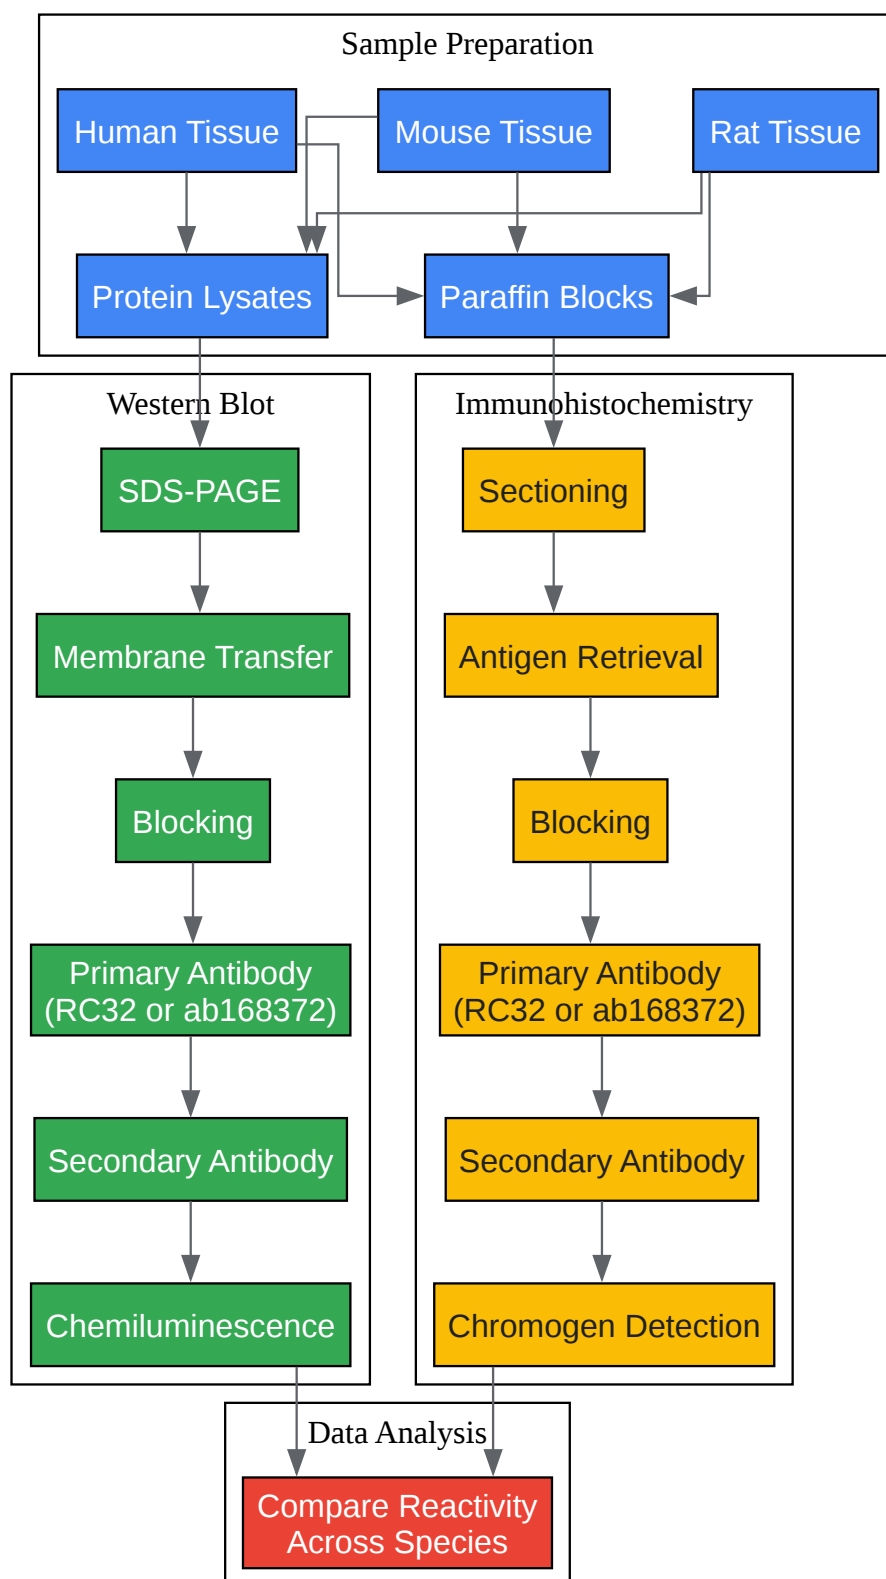 Sample Preparation
Human Tissue
Mouse Tissue
Rat Tissue
Protein Lysates
Paraffin Blocks
Western Blot
SDS-PAGE
Membrane Transfer
Blocking
Primary Antibody
(RC32 or ab168372)
Secondary Antibody
Chemiluminescence
Immunohistochemistry
Sectioning
Antigen Retrieval
Blocking
Primary Antibody
(RC32 or ab168372)
Secondary Antibody
Chromogen Detection
Data Analysis
Compare Reactivity
Across Species